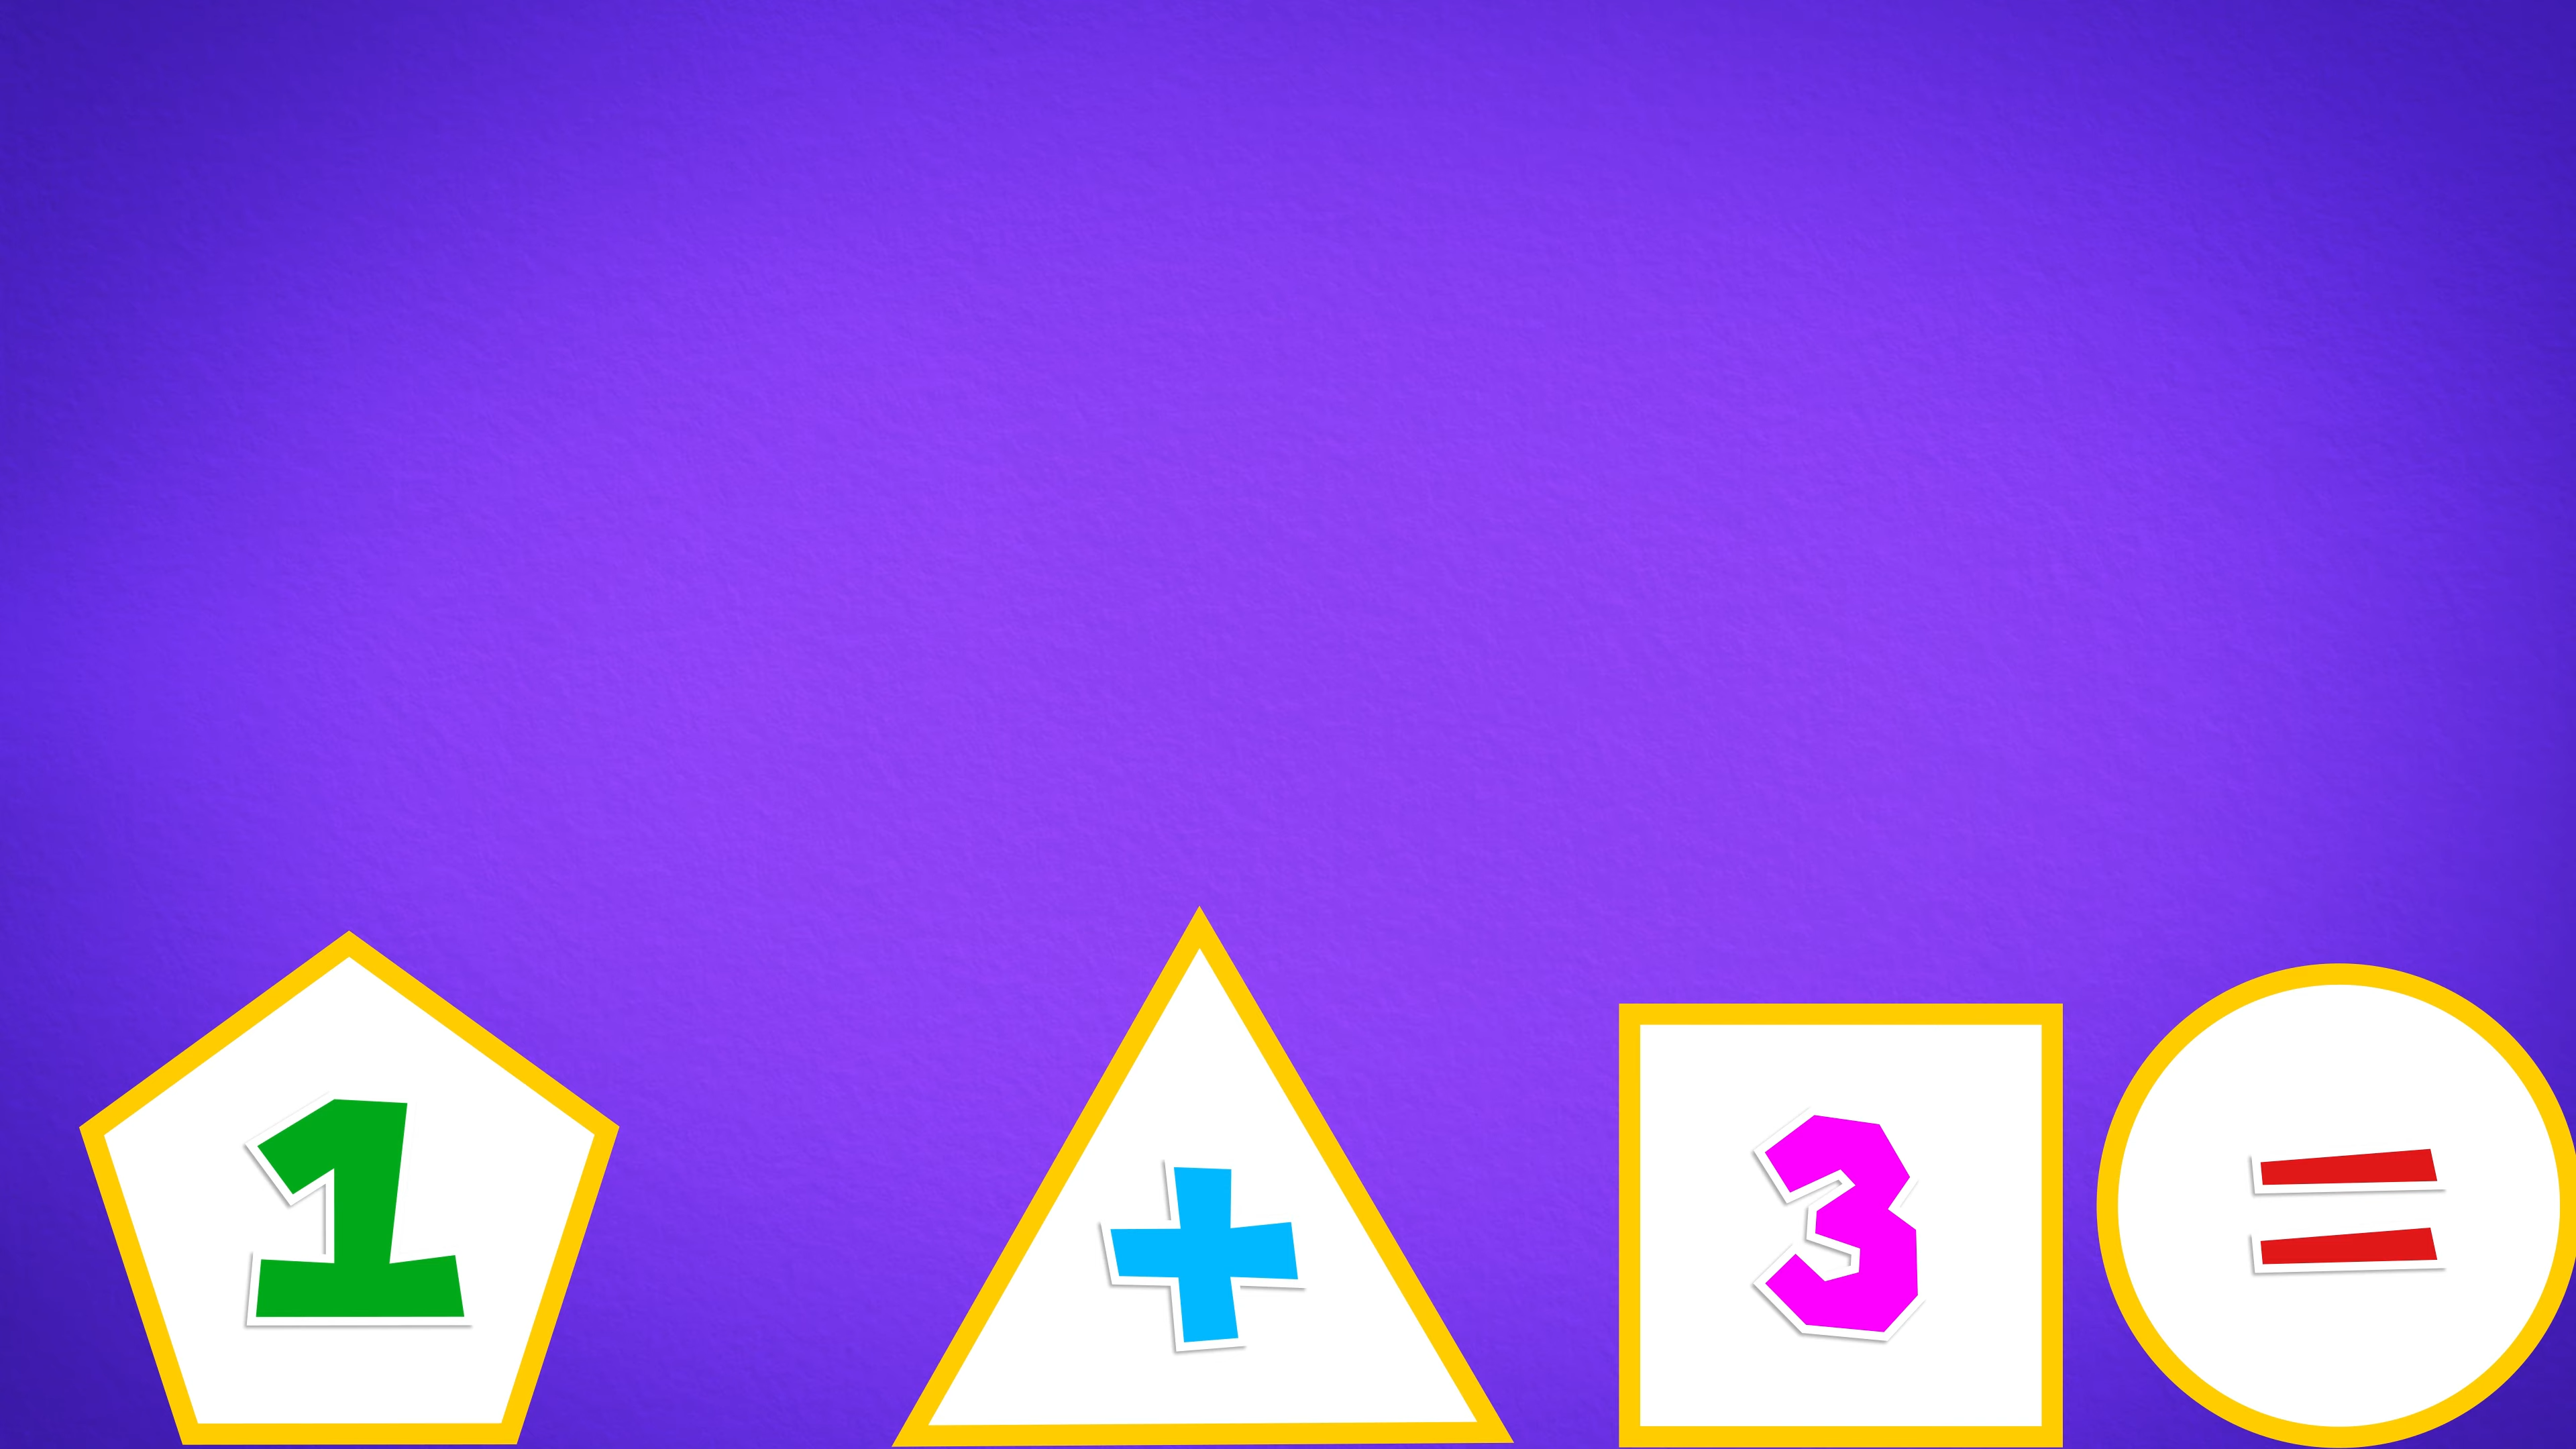 1 + 3 =